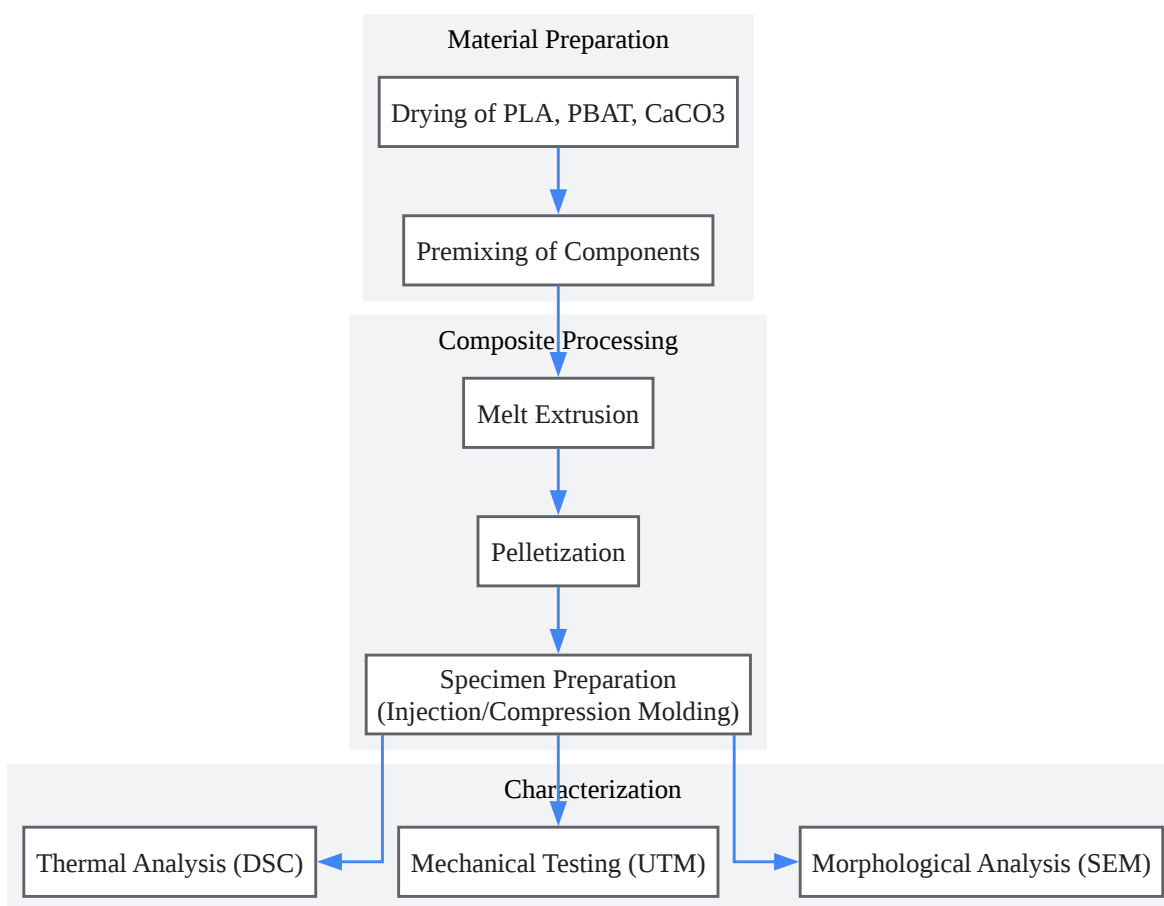 Material Preparation
Drying of PLA, PBAT, CaCO3
Premixing of Components
Composite Processing
Melt Extrusion
Pelletization
Specimen Preparation
(Injection/Compression Molding)
Characterization
Thermal Analysis (DSC)
Mechanical Testing (UTM)
Morphological Analysis (SEM)